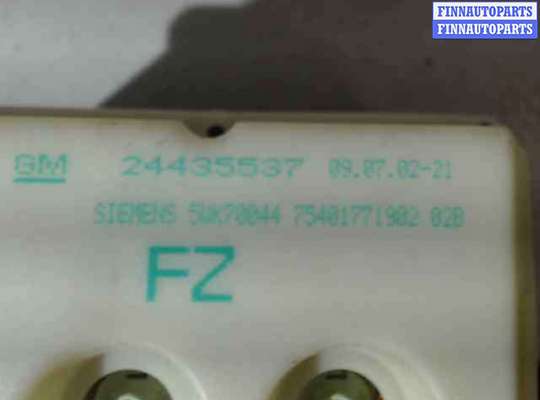 FINNAUTOPARTS
FINNAUTOPARTS
GM 24435537 09.07.02-21
SIEMENS 5WK70044 75401771902 02B
FZ